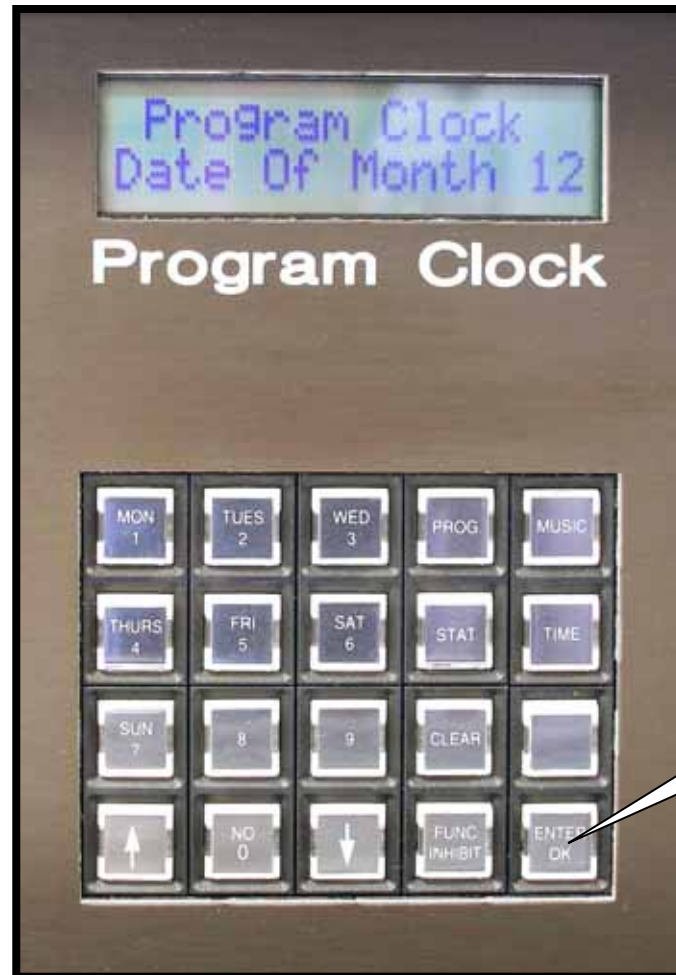 Program Clock
Date Of Month 12
Program Clock
MON TUES WED PROG. MUSIC
1 2 3
THURS FRI SAT STAT TIME
4 5 6
SUN 8 9 CLEAR
7
↑ NO ↓ FUNC. ENTER
0 INHIBIT OK